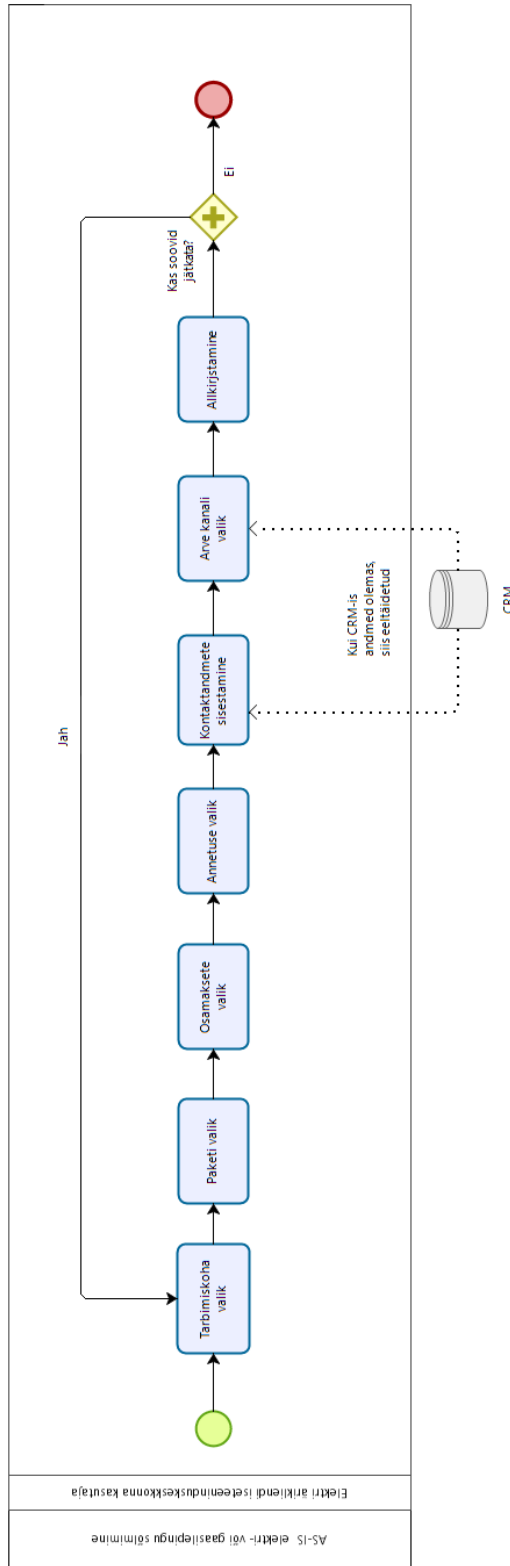 AS-IS elektri- või gaasilepingu sõlmimine
Elektri ärikliendi iseteeninduskeskkonna kasutaja
Tarbimiskoha
valik
Paketi valik
Osamaksete
valik
Annetuse valik
Kontaktandmete
sisestamine
Arve kanali
valik
Allkirjstamine
Kas soovid
jätkata?
Ei
Jah
Kui CRM-is
andmed olemas,
siis eeltäidetud
CRM